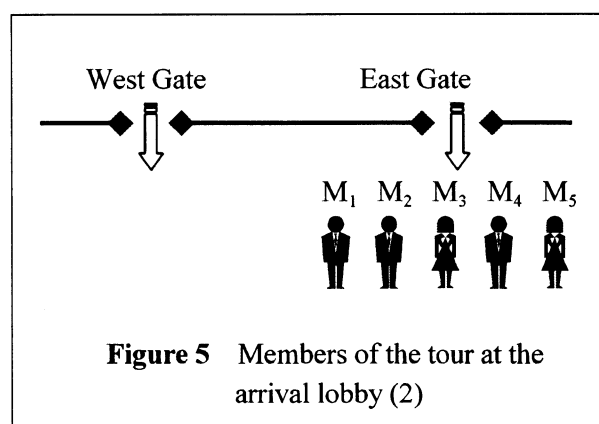 West Gate East Gate
M₁ M₂ M₃ M₄ M₅
Figure 5 Members of the tour at the
arrival lobby (2)